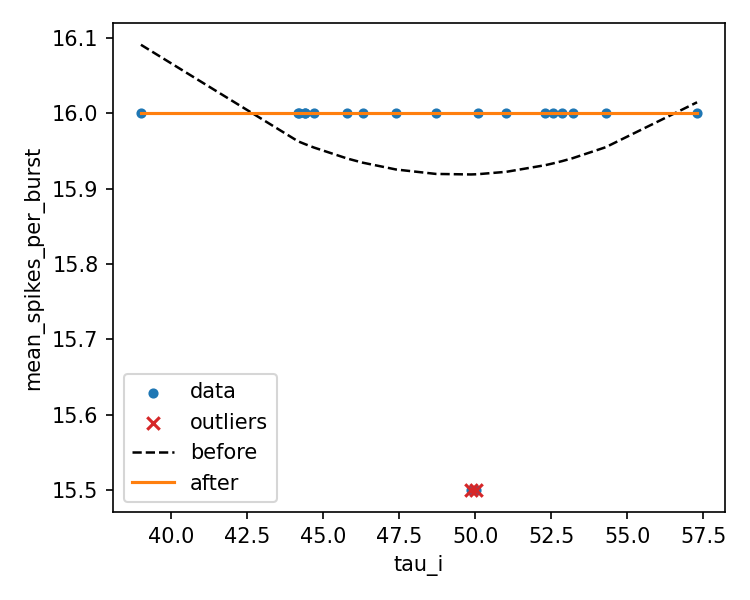 16.1
16.0
15.9
15.8
15.7
15.6
15.5
mean_spikes_per_burst
data
outliers
before
after
40.0 42.5 45.0 47.5 50.0 52.5 55.0 57.5
tau_i